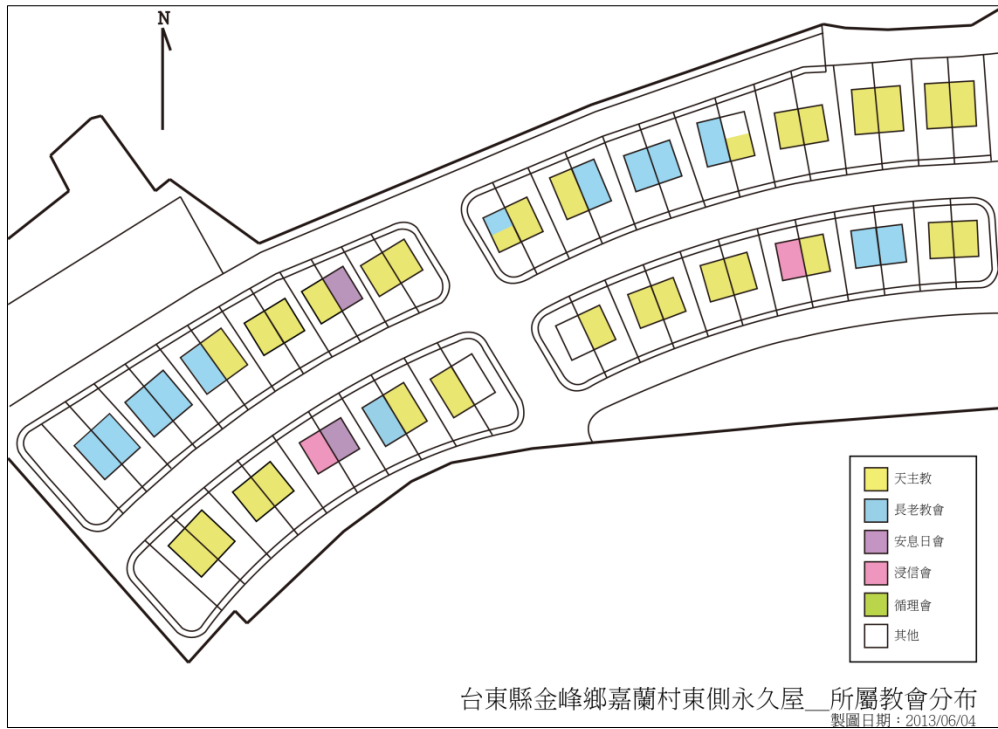 N
天主教
長老教會
安息日會
浸信會
循理會
其他
台東縣金峰鄉嘉蘭村東側永久屋__所屬教會分布
製圖日期：2013/06/04